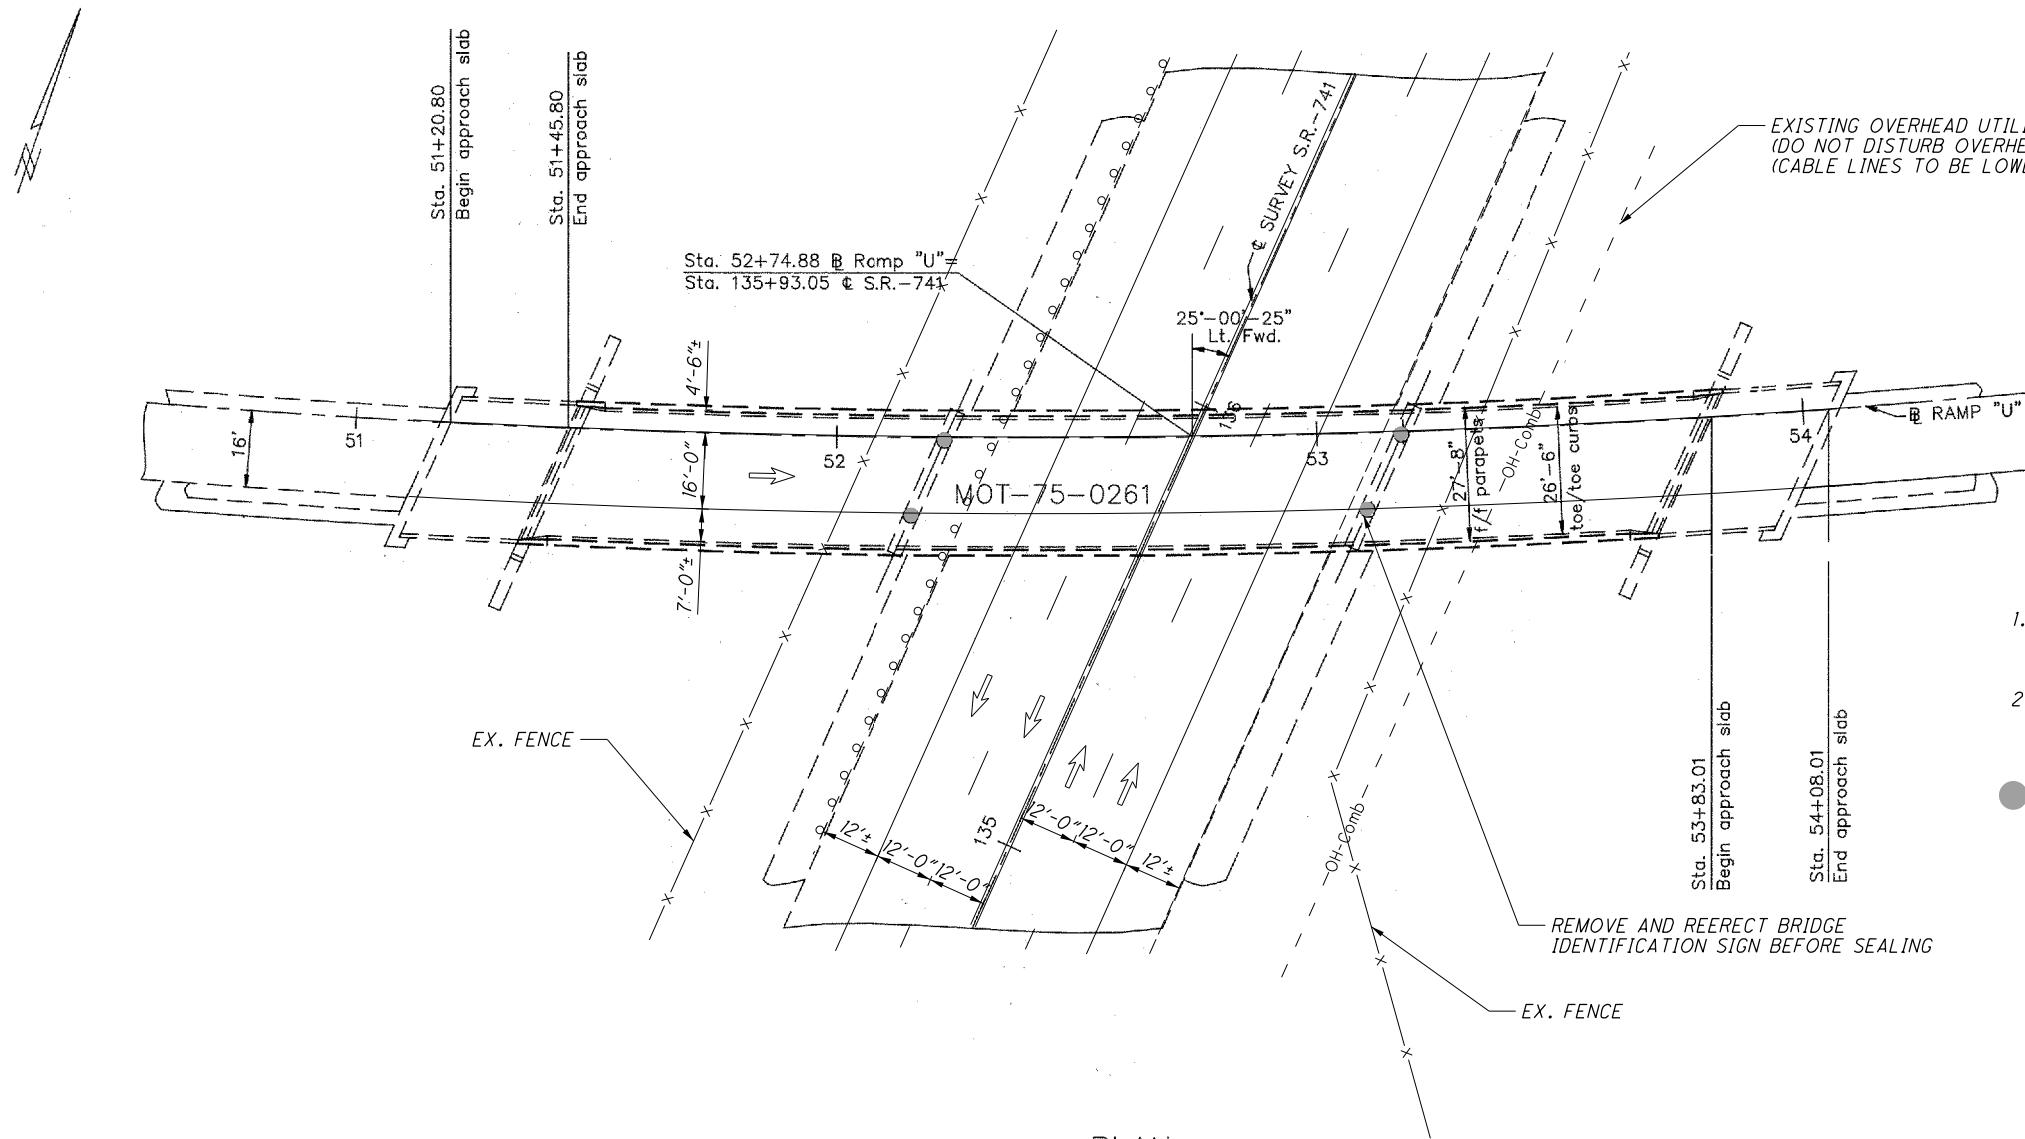 Sta. 51+20.80
Begin approach slab
Sta. 51+45.80
End approach slab
EXISTING OVERHEAD
(DO NOT DISTURB
(CABLE LINES TO BE
℄ SURVEY S.R.-741
Sta. 52+74.88 ⅊ Ramp "U"=
Sta. 135+93.05 ℄ S.R.-741
25°-00'-25"
Lt. Fwd.
4'-6"±
136
⅊ RAMP "U"
16'
51
52
53
54
OH-Comb
16'-0"
27'-8"
f/f parapets
26'-6"
toe/toe curbs
MOT-75-0261
7'-0"±
1.
2
EX. FENCE
Sta. 53+83.01
Begin approach slab
Sta. 54+08.01
End approach slab
135
12'±
12'-0"
12'-0"
12'-0"
12'-0"
12'±
OH-Comb
REMOVE AND REERECT BRIDGE
IDENTIFICATION SIGN BEFORE SEALING
EX. FENCE